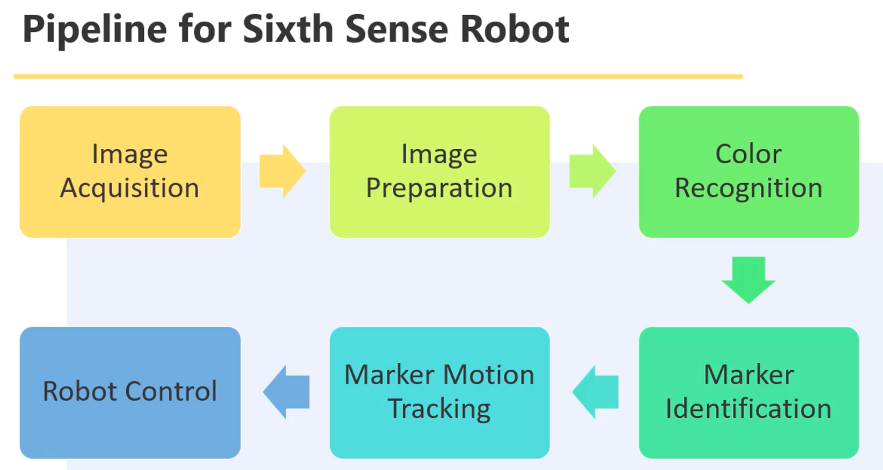 Pipeline for Sixth Sense Robot
Image
Acquisition
Image
Preparation
Color
Recognition
Marker
Identification
Marker Motion
Tracking
Robot Control